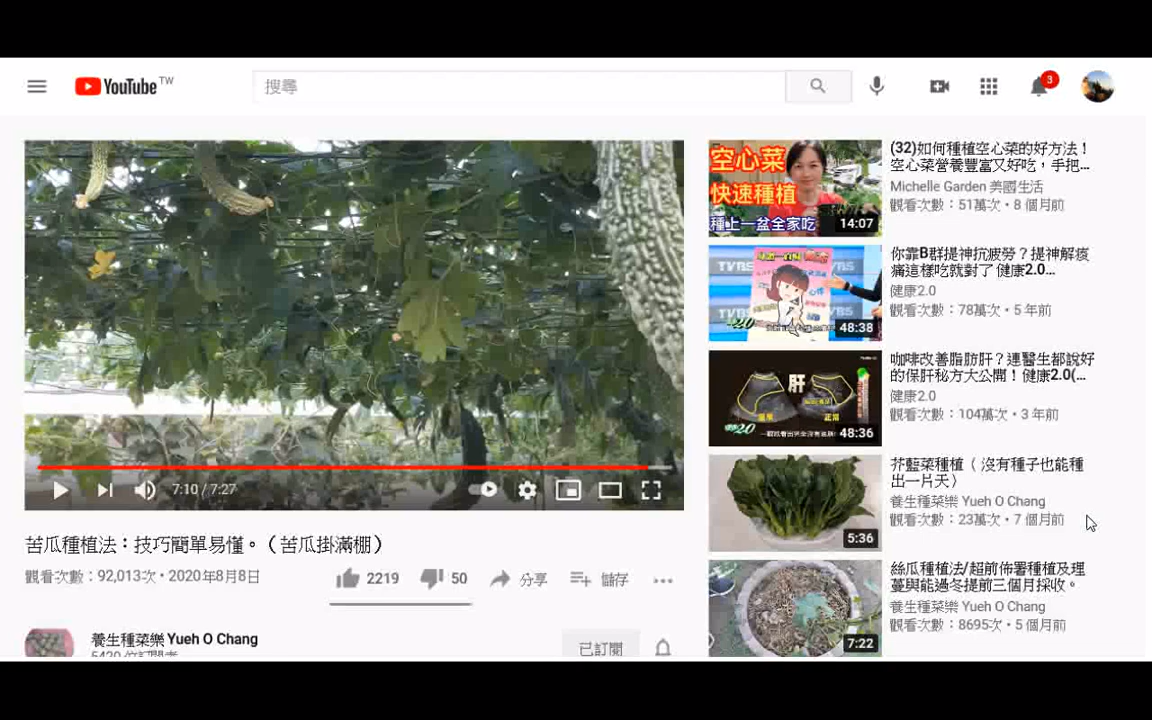 YouTube TW
搜尋
3
7:10 / 7:27
苦瓜種植法：技巧簡單易懂。（苦瓜掛滿棚）
觀看次數：92,013次 • 2020年8月8日
2219
50
分享
儲存
養生種菜樂 Yueh O Chang
已訂閱
空心菜
快速種植
種上一盆全家吃
14:07
(32)如何種植空心菜的好方法！
空心菜營養豐富又好吃，手把...
Michelle Garden 美國生活
觀看次數：51萬次 • 8 個月前
TVBS
48:38
你靠B群提神抗疲勞？提神解疲
痛這樣吃就對了 健康2.0...
健康2.0
觀看次數：78萬次 • 5 年前
肝
正常
48:36
咖啡改善脂肪肝？連醫生都說好
的保肝秘方大公開！ 健康2.0(...
健康2.0
觀看次數：104萬次 • 3 年前
5:36
芥藍菜種植（ 沒有種子也能種
出一片天）
養生種菜樂 Yueh O Chang
觀看次數：23萬次 • 7 個月前
7:22
絲瓜種植法/超前佈署種植及埋
蔓與能過冬提前三個月採收。
養生種菜樂 Yueh O Chang
觀看次數：8695次 • 5 個月前